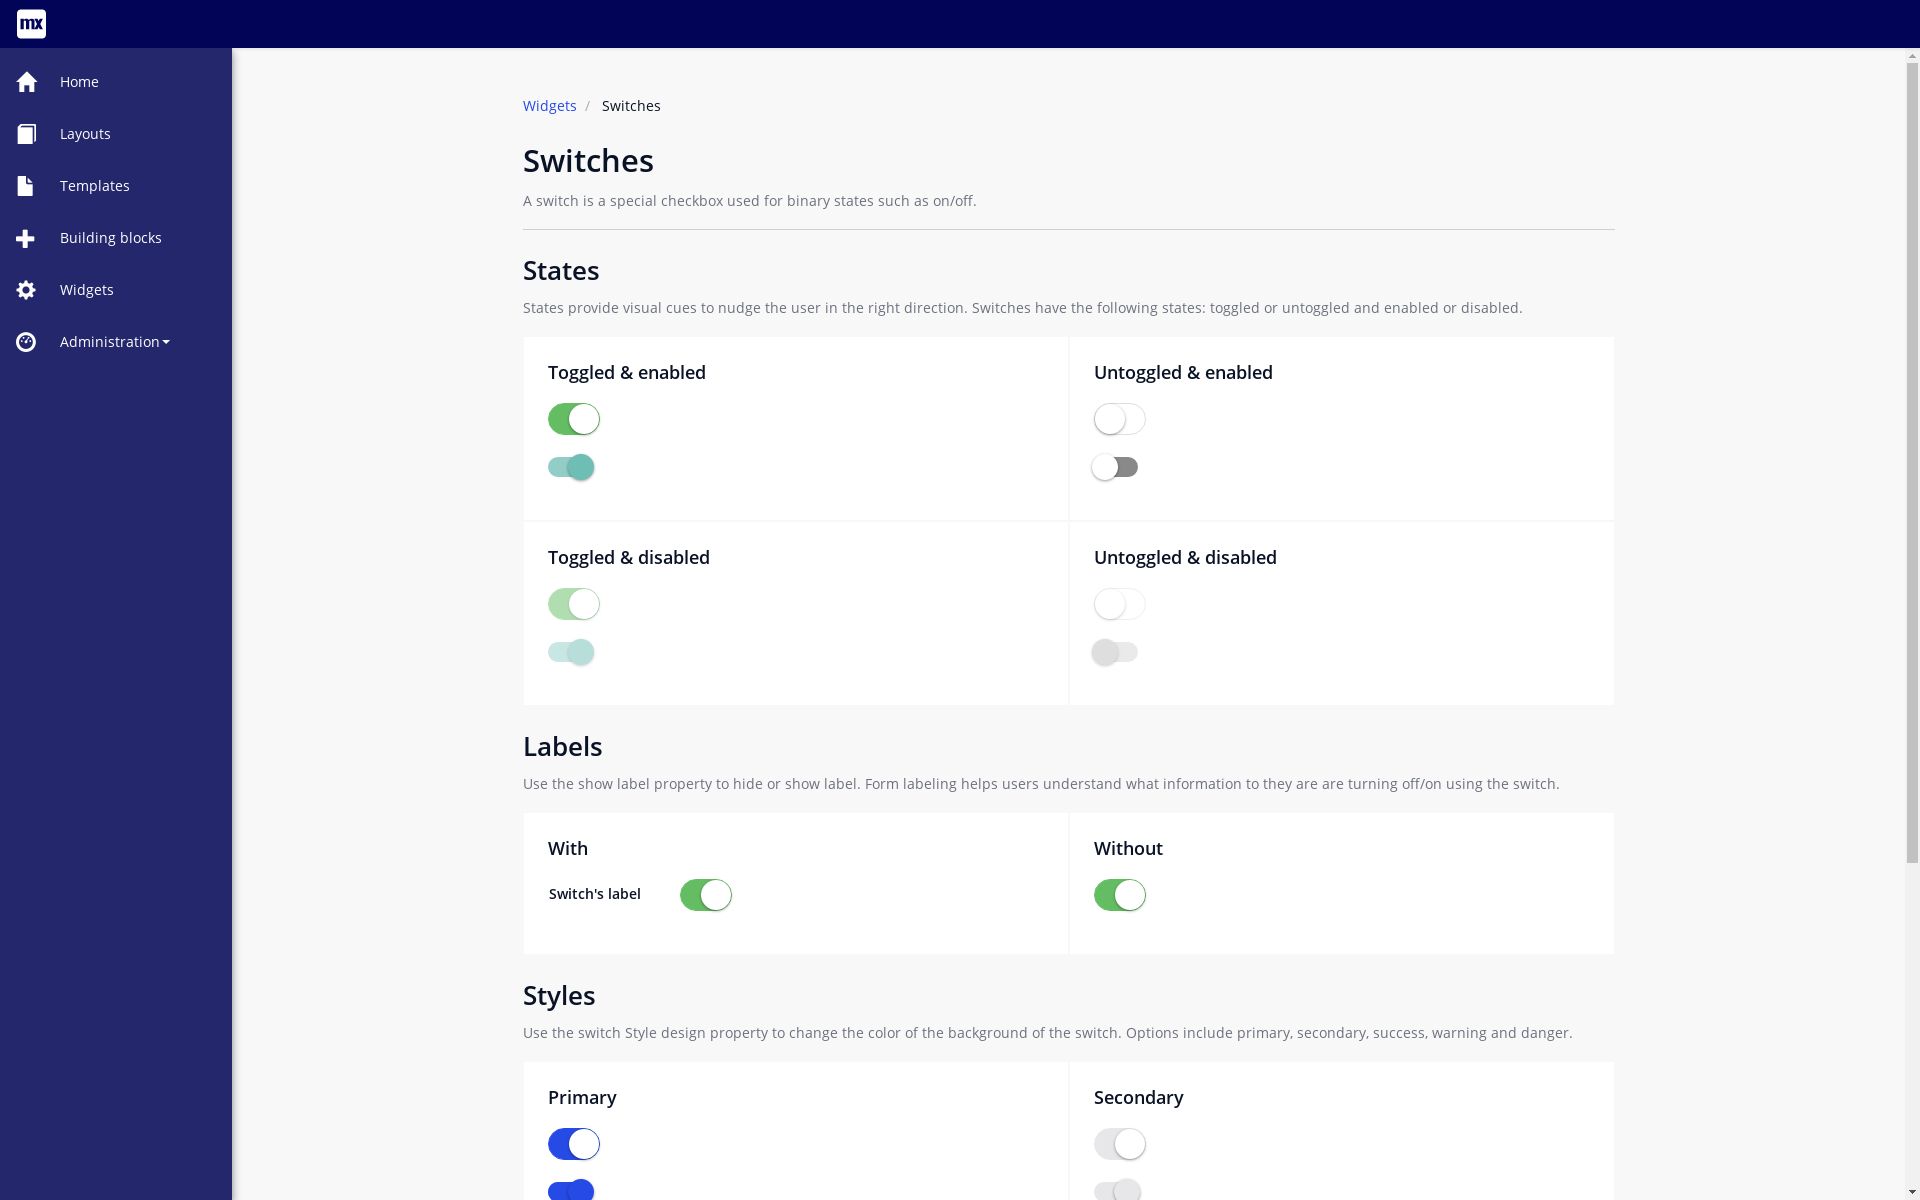 mx
Home
Layouts
Templates
Building blocks
Widgets
Administration
Widgets / Switches
Switches
A switch is a special checkbox used for binary states such as on/off.
States
States provide visual cues to nudge the user in the right direction. Switches have the following states: toggled or untoggled and enabled or disabled.
Toggled & enabled
Untoggled & enabled
Toggled & disabled
Untoggled & disabled
Labels
Use the show label property to hide or show label. Form labeling helps users understand what information to they are are turning off/on using the switch.
With
Without
Switch's label
Styles
Use the switch Style design property to change the color of the background of the switch. Options include primary, secondary, success, warning and danger.
Primary
Secondary